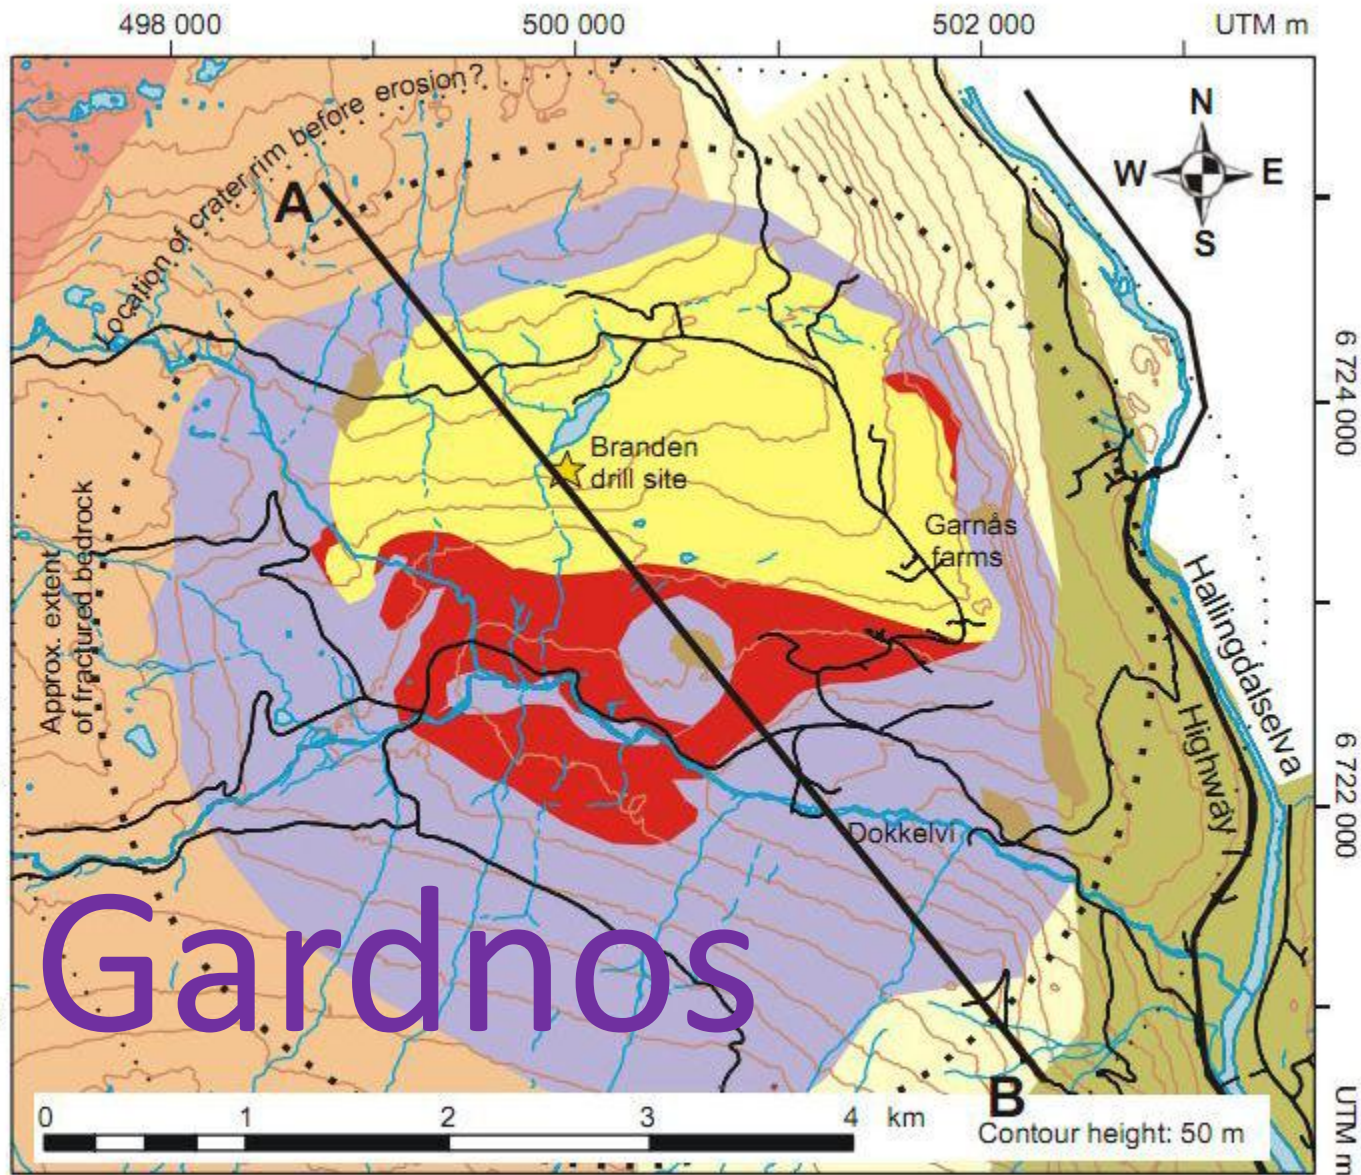 498 000
500 000
502 000
UTM m
Location of crater rim before erosion?
N
W
E
S
A
6 724 000
Branden
drill site
Garnås
farms
Approx. extent
of fractured bedrock
Hallingdalselva
Highway
6 722 000
Dokkelvi
Gardnos
B
0
1
2
3
4
km
Contour height: 50 m
UTM m